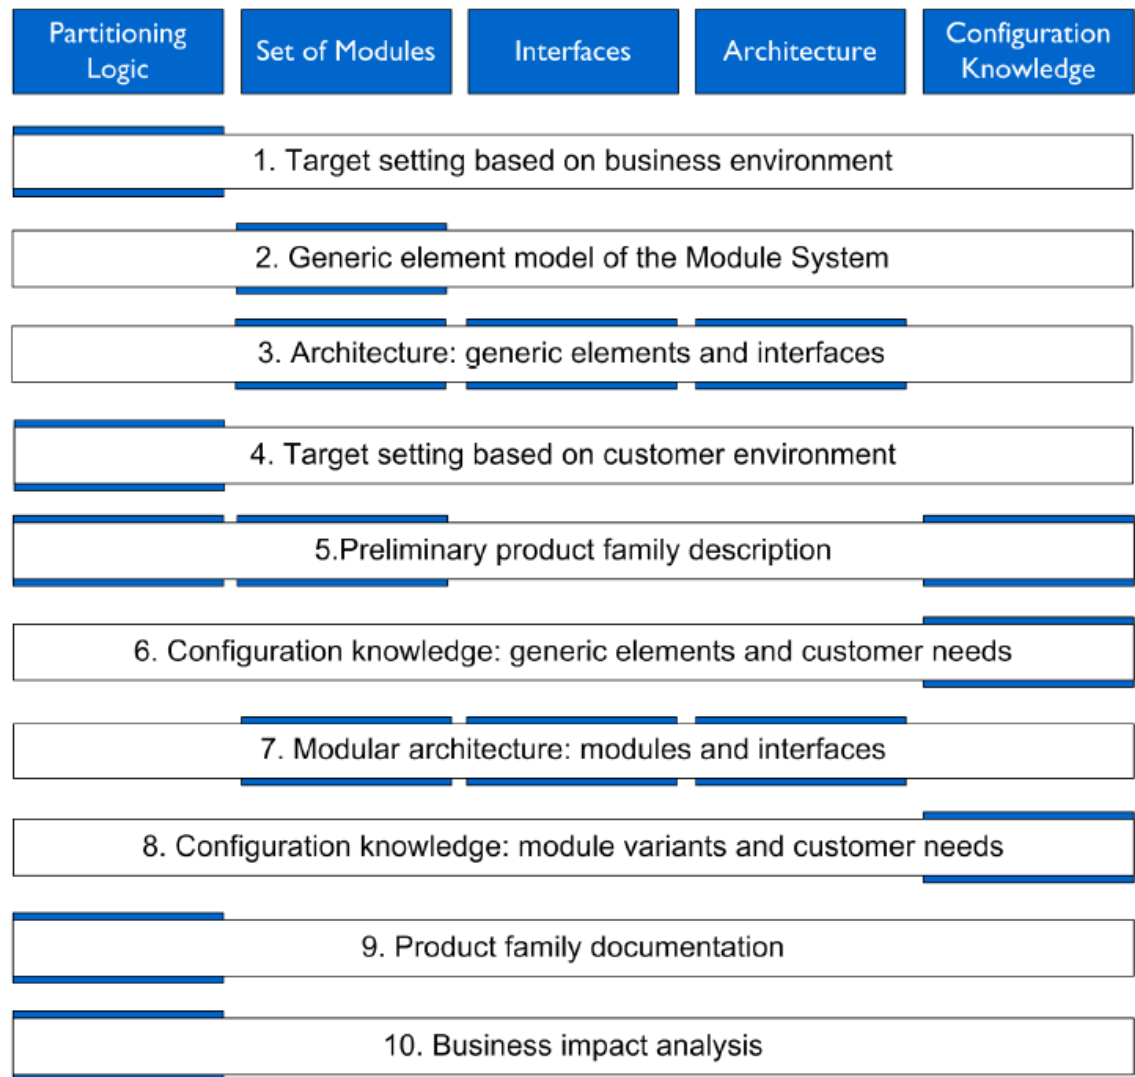 Partitioning
Logic
Set of Modules
Interfaces
Architecture
Configuration
Knowledge
1. Target setting based on business environment
2. Generic element model of the Module System
3. Architecture: generic elements and interfaces
4. Target setting based on customer environment
5.Preliminary product family description
6. Configuration knowledge: generic elements and customer needs
7. Modular architecture: modules and interfaces
8. Configuration knowledge: module variants and customer needs
9. Product family documentation
10. Business impact analysis